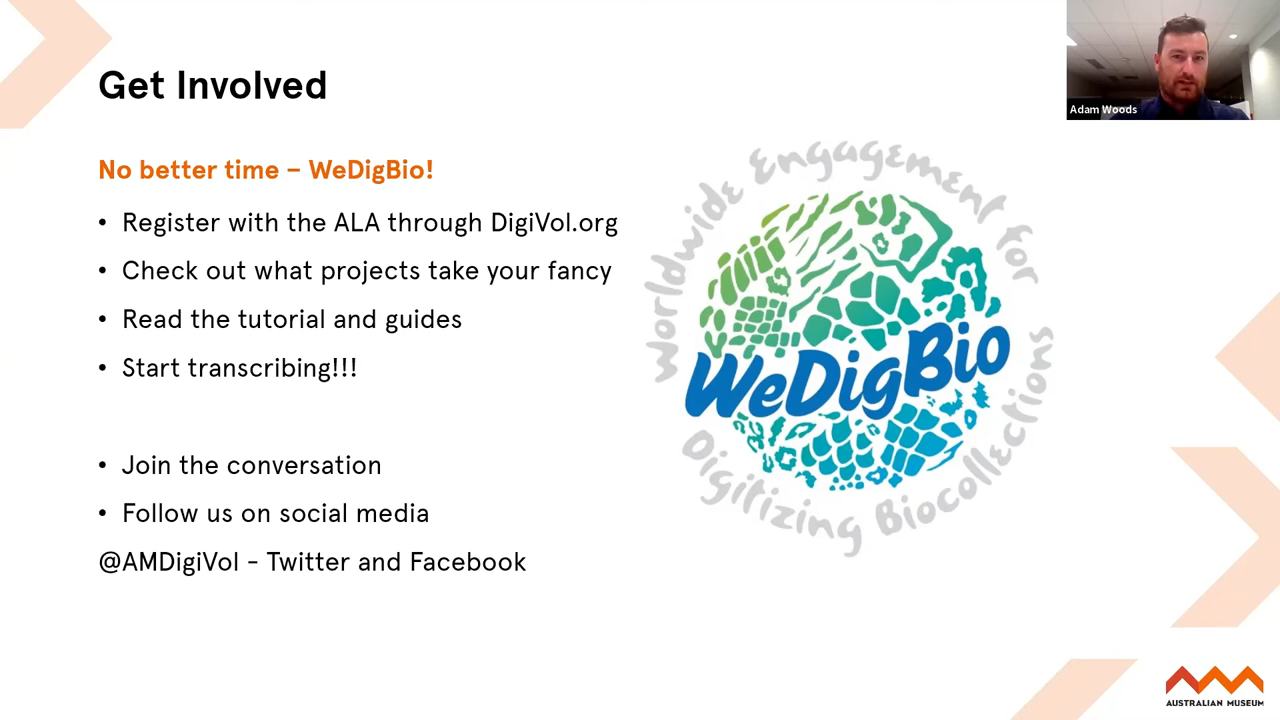 Get Involved
No better time – WeDigBio!
• Register with the ALA through DigiVol.org
• Check out what projects take your fancy
• Read the tutorial and guides
• Start transcribing!!!
• Join the conversation
• Follow us on social media
@AMDigiVol - Twitter and Facebook
Worldwide Engagement for
WeDigBio
Digitizing Biocollections
Adam Woods
AUSTRALIAN MUSEUM